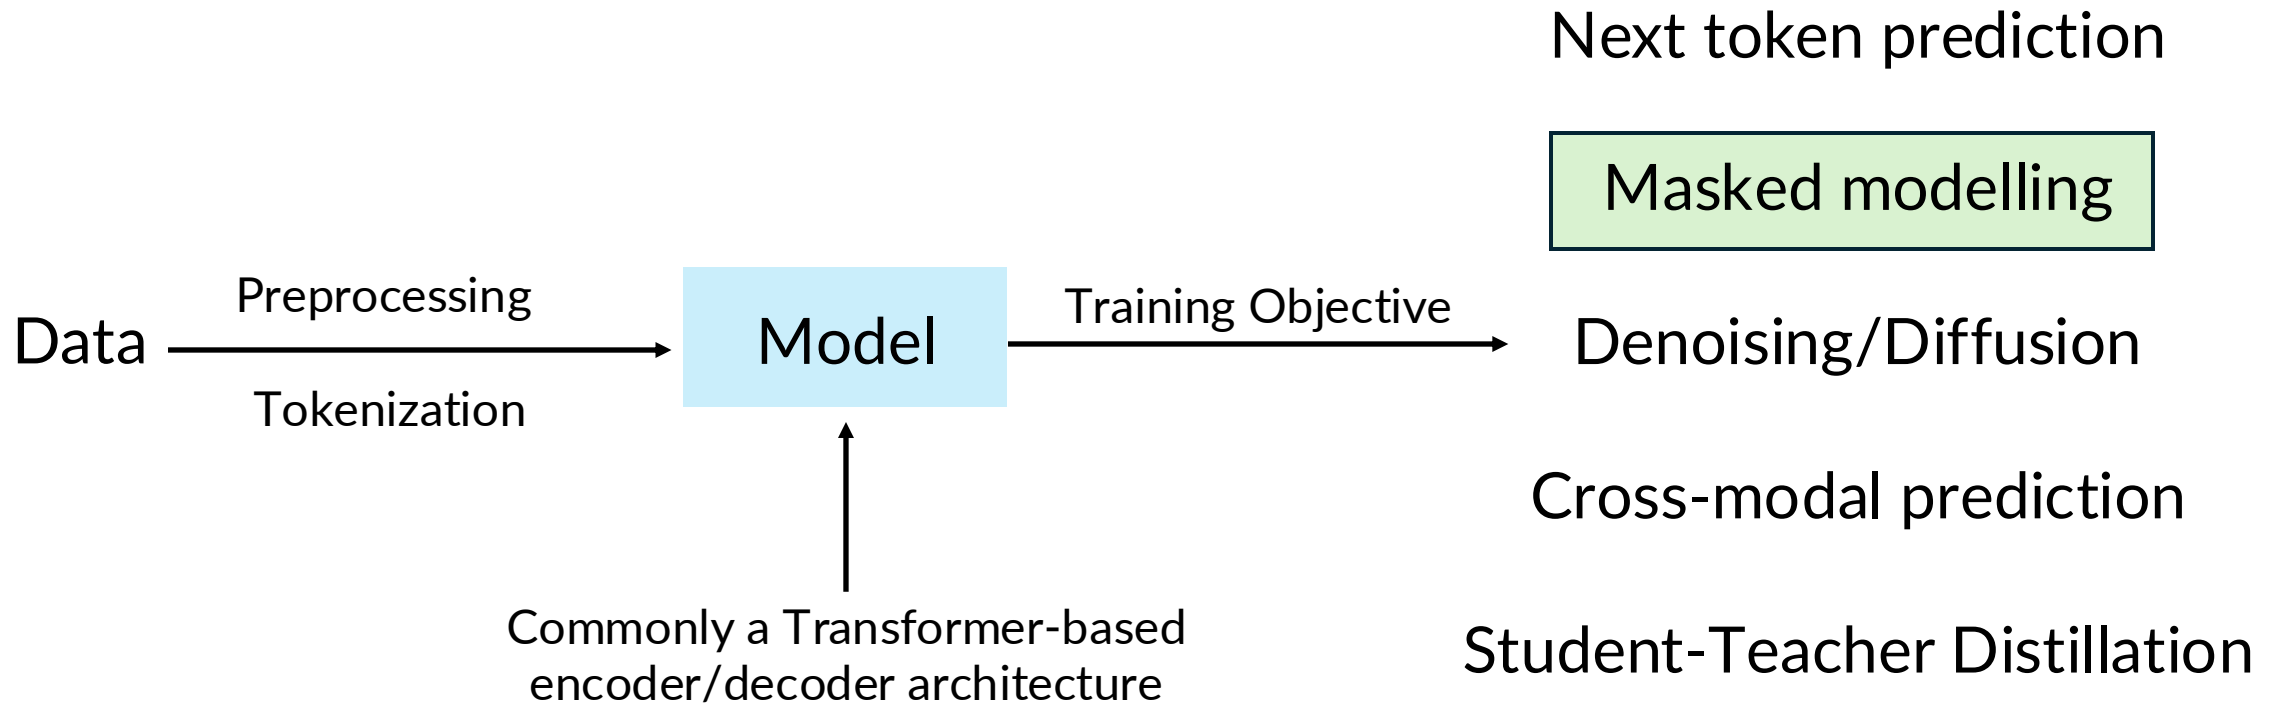 Next token prediction
Masked modelling
Preprocessing
Training Objective
Data
Model
Denoising/Diffusion
Tokenization
Cross-modal prediction
Commonly a Transformer-based
encoder/decoder architecture
Student-Teacher Distillation